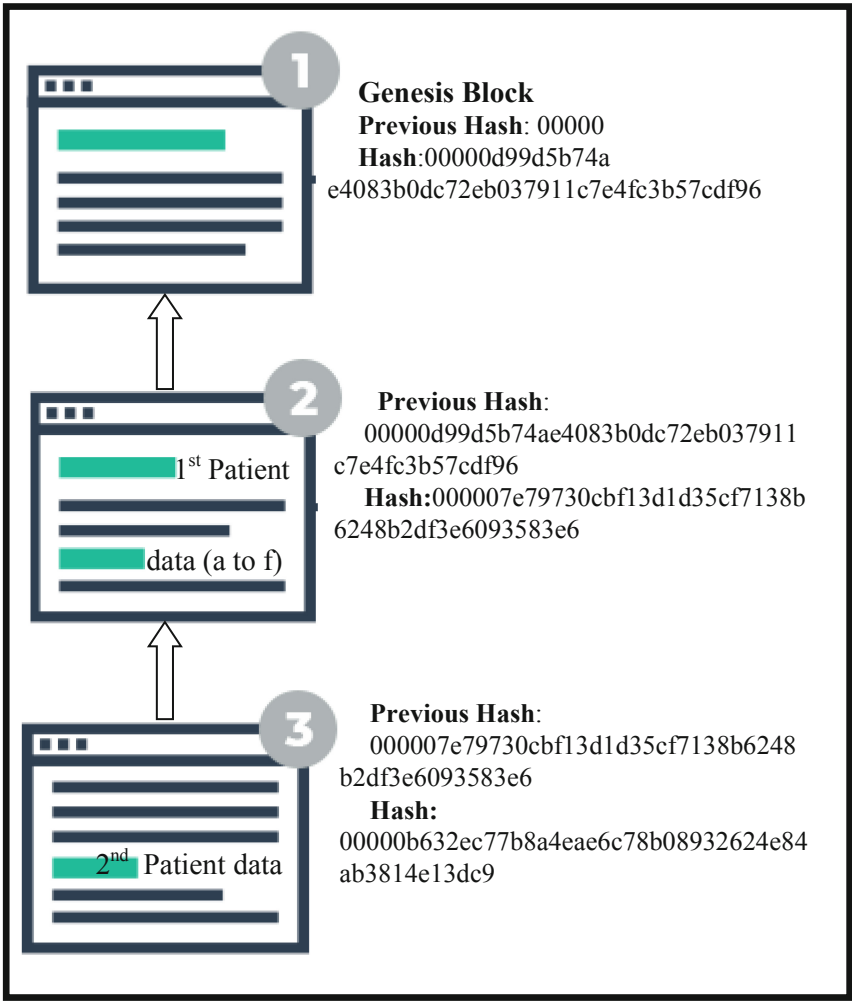 1
Genesis Block
Previous Hash: 00000
Hash:00000d99d5b74a
e4083b0dc72eb037911c7e4fc3b57cdf96
2
1st Patient
data (a to f)
Previous Hash:
00000d99d5b74ae4083b0dc72eb037911
c7e4fc3b57cdf96
Hash:000007e79730cbf13d1d35cf7138b
6248b2df3e6093583e6
3
2nd Patient data
Previous Hash:
000007e79730cbf13d1d35cf7138b6248
b2df3e6093583e6
Hash:
00000b632ec77b8a4eae6c78b08932624e84
ab3814e13dc9